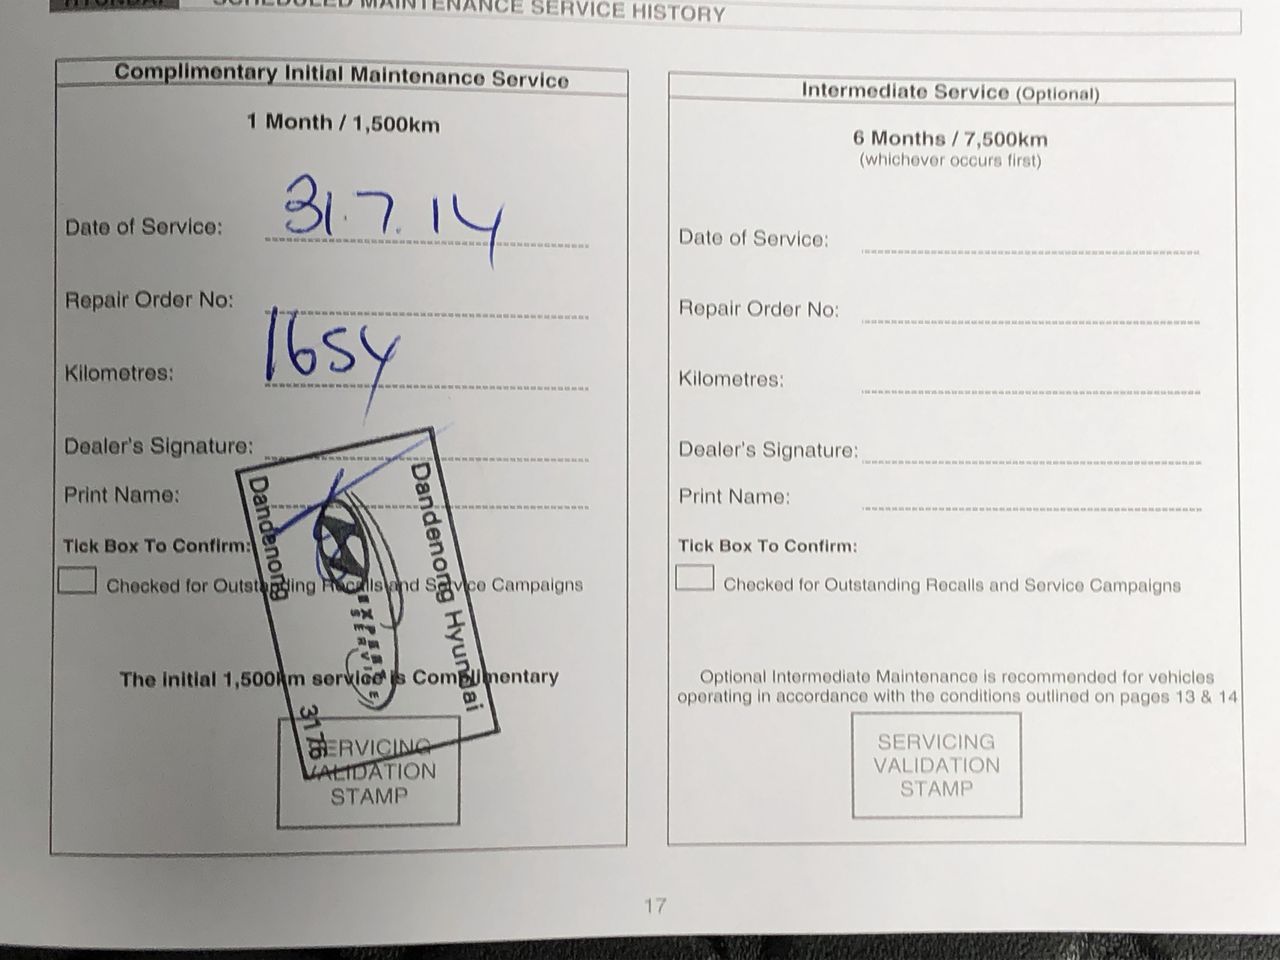 HYUNDAI SCHEDULED MAINTENANCE SERVICE HISTORY
Complimentary Initial Maintenance Service
1 Month / 1,500km
Date of Service: 31.7.14
Repair Order No:
Kilometres: 1654
Dealer's Signature:
Print Name:
Tick Box To Confirm:
Checked for Outstanding Recalls and Service Campaigns
The initial 1,500km service is Complimentary
SERVICING
VALIDATION
STAMP
Dandenong Hyundai
EXPERT
SERVICE
Dandenong 3175
Intermediate Service (Optional)
6 Months / 7,500km
(whichever occurs first)
Date of Service:
Repair Order No:
Kilometres:
Dealer's Signature:
Print Name:
Tick Box To Confirm:
Checked for Outstanding Recalls and Service Campaigns
Optional Intermediate Maintenance is recommended for vehicles
operating in accordance with the conditions outlined on pages 13 & 14
SERVICING
VALIDATION
STAMP
17